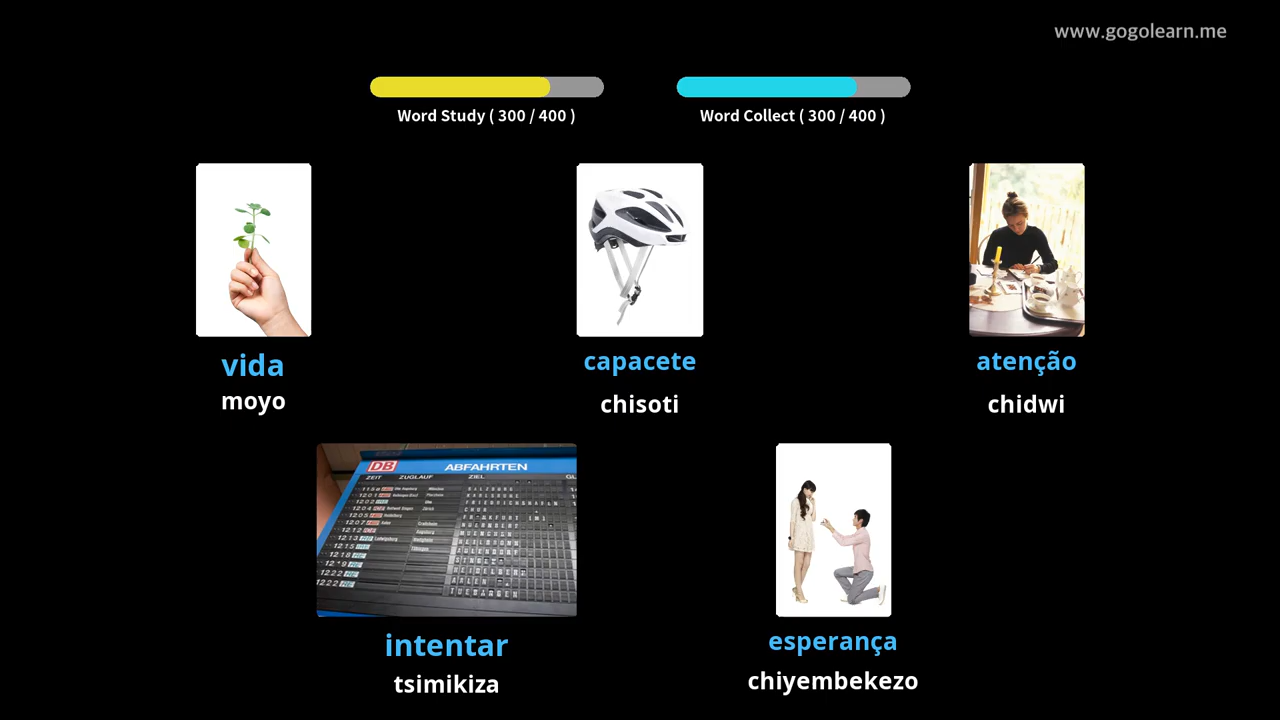 www.gogolearn.me
Word Study ( 300 / 400 )
Word Collect ( 300 / 400 )
vida
moyo
capacete
chisoti
atenção
chidwi
DB ABFAHRTEN
ZEIT ZUGLAUF ZIEL
intentar
tsimikiza
esperança
chiyembekezo